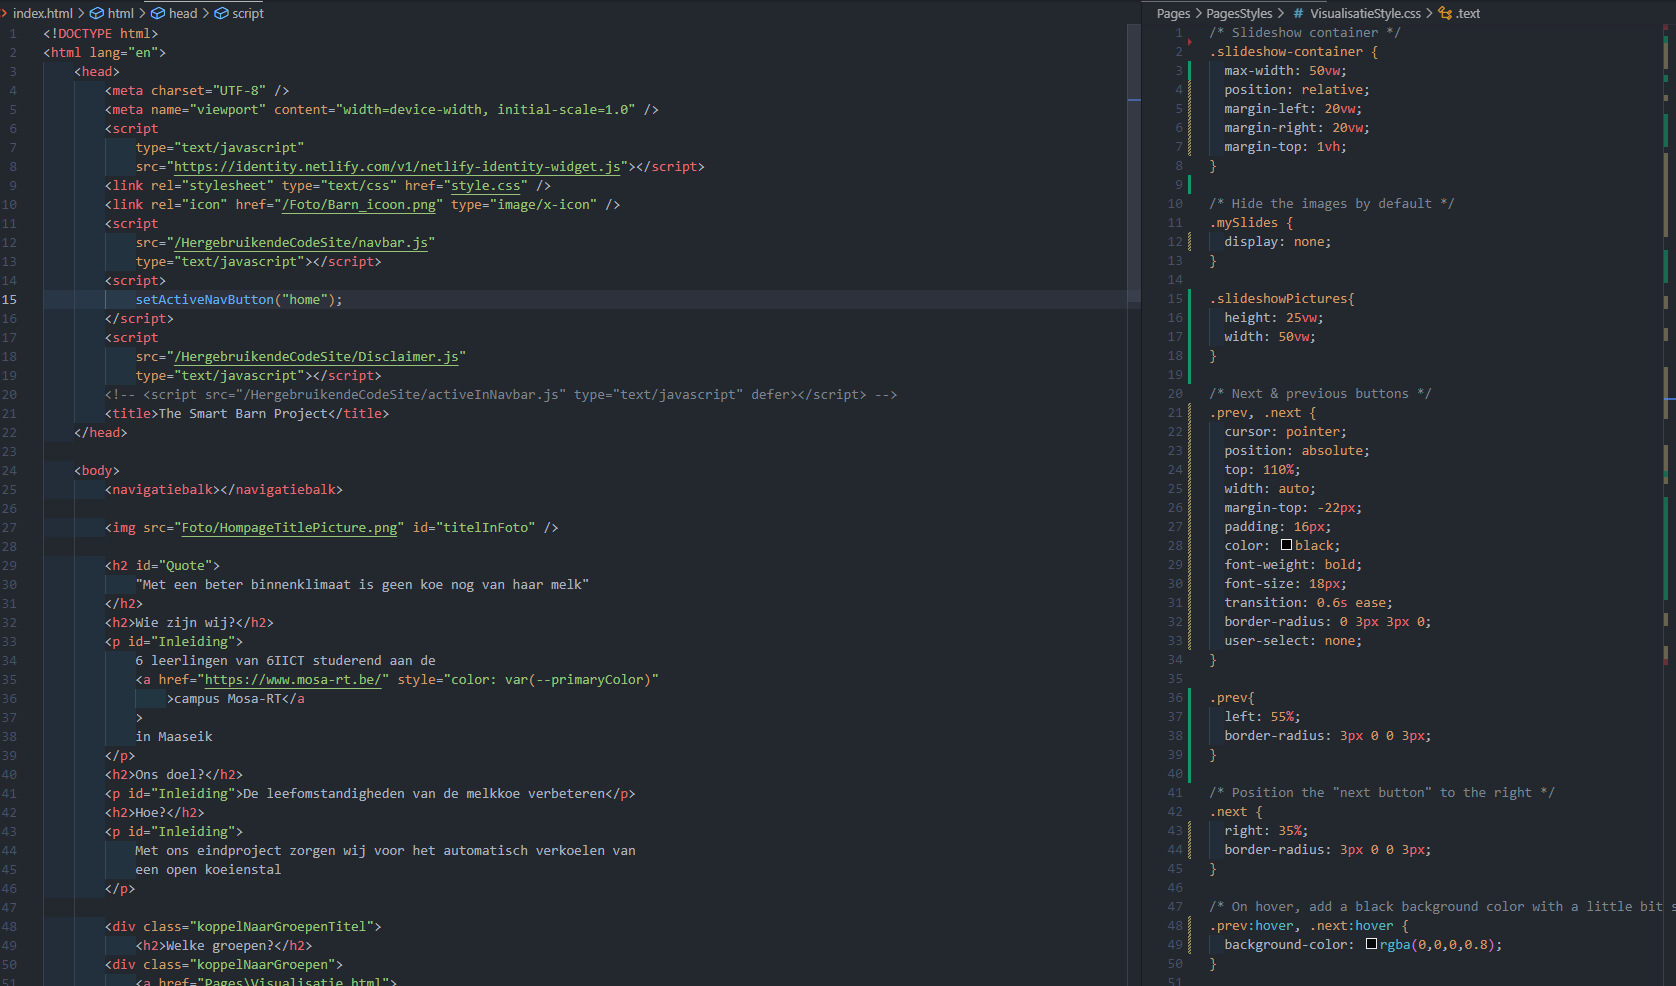 index.html > html > head > script
1 <!DOCTYPE html>
2 <html lang="en">
3 <head>
4 <meta charset="UTF-8" />
5 <meta name="viewport" content="width=device-width, initial-scale=1.0" />
6 <script
7 type="text/javascript"
8 src="https://identity.netlify.com/v1/netlify-identity-widget.js"></script>
9 <link rel="stylesheet" type="text/css" href="style.css" />
10 <link rel="icon" href="/Foto/Barn_icoon.png" type="image/x-icon" />
11 <script
12 src="/HergebruikendeCodeSite/navbar.js"
13 type="text/javascript"></script>
14 <script>
15 setActiveNavButton("home");
16 </script>
17 <script
18 src="/HergebruikendeCodeSite/Disclaimer.js"
19 type="text/javascript"></script>
20 <!-- <script src="/HergebruikendeCodeSite/activeInNavbar.js" type="text/javascript" defer></script> -->
21 <title>The Smart Barn Project</title>
22 </head>
23
24 <body>
25 <navigatiebalk></navigatiebalk>
26
27 <img src="Foto/HompageTitlePicture.png" id="titelInFoto" />
28
29 <h2 id="Quote">
30 "Met een beter binnenklimaat is geen koe nog van haar melk"
31 </h2>
32 <h2>Wie zijn wij?</h2>
33 <p id="Inleiding">
34 6 leerlingen van 6IICT studerend aan de
35 <a href="https://www.mosa-rt.be/" style="color: var(--primaryColor)"
36 >campus Mosa-RT</a
37 >
38 in Maaseik
39 </p>
40 <h2>Ons doel?</h2>
41 <p id="Inleiding">De leefomstandigheden van de melkkoe verbeteren</p>
42 <h2>Hoe?</h2>
43 <p id="Inleiding">
44 Met ons eindproject zorgen wij voor het automatisch verkoelen van
45 een open koeienstal
46 </p>
47
48 <div class="koppelNaarGroepenTitel">
49 <h2>Welke groepen?</h2>
50 <div class="koppelNaarGroepen">
51 <a href="Pages\Visualisatie.html">
Pages > PagesStyles > # VisualisatieStyle.css > .text
1 /* Slideshow container */
2 .slideshow-container {
3 max-width: 50vw;
4 position: relative;
5 margin-left: 20vw;
6 margin-right: 20vw;
7 margin-top: 1vh;
8 }
9
10 /* Hide the images by default */
11 .mySlides {
12 display: none;
13 }
14
15 .slideshowPictures{
16 height: 25vw;
17 width: 50vw;
18 }
19
20 /* Next & previous buttons */
21 .prev, .next {
22 cursor: pointer;
23 position: absolute;
24 top: 110%;
25 width: auto;
26 margin-top: -22px;
27 padding: 16px;
28 color: black;
29 font-weight: bold;
30 font-size: 18px;
31 transition: 0.6s ease;
32 border-radius: 0 3px 3px 0;
33 user-select: none;
34 }
35
36 .prev{
37 left: 55%;
38 border-radius: 3px 0 0 3px;
39 }
40
41 /* Position the "next button" to the right */
42 .next {
43 right: 35%;
44 border-radius: 3px 0 0 3px;
45 }
46
47 /* On hover, add a black background color with a little bit s
48 .prev:hover, .next:hover {
49 background-color: rgba(0,0,0,0.8);
50 }
51